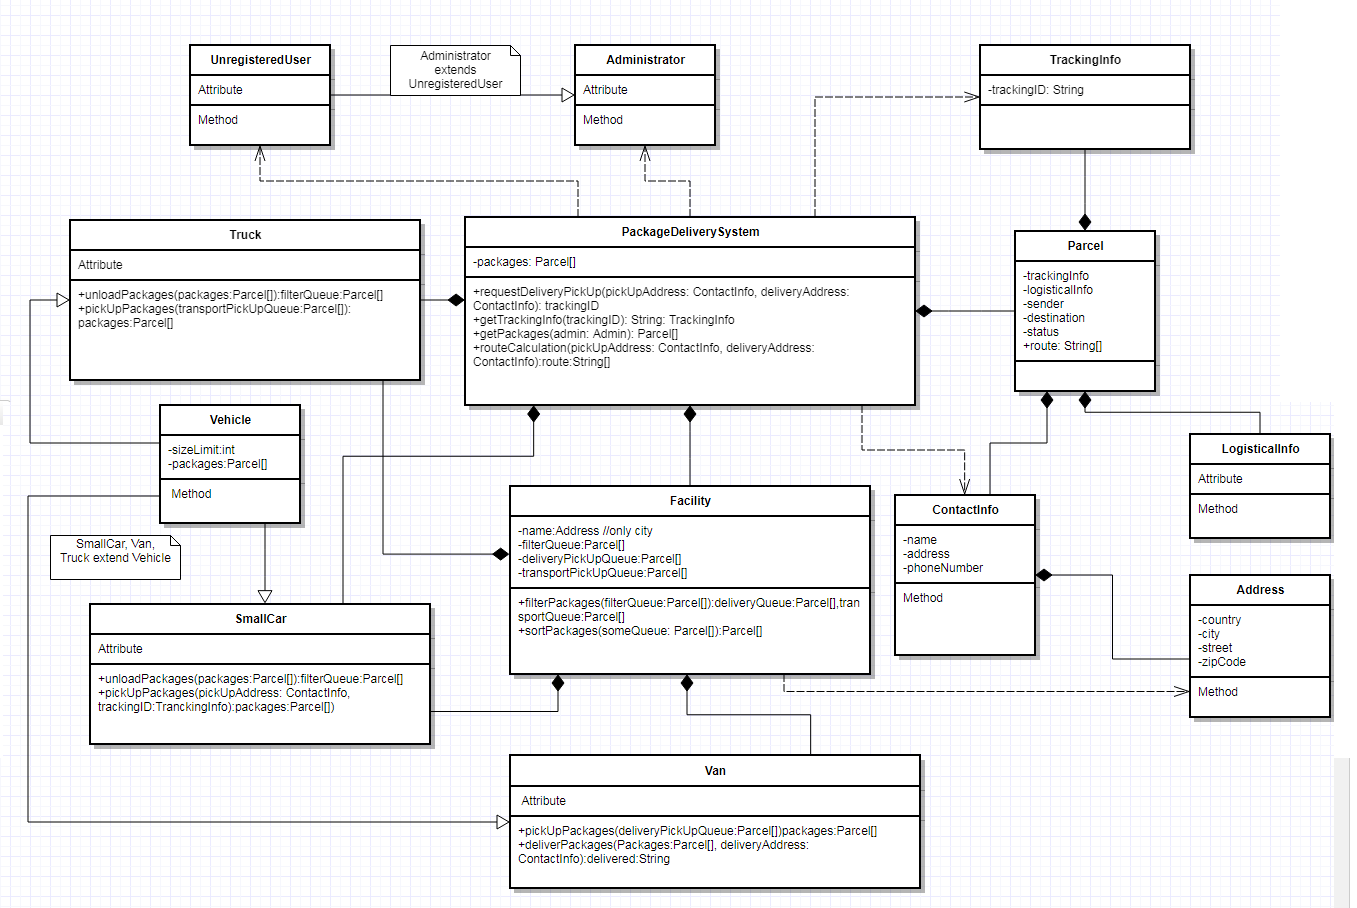 UnregisteredUser
Attribute
Method
Administrator
extends
UnregisteredUser
Administrator
Attribute
Method
TrackingInfo
-trackingID: String
Truck
Attribute
+unloadPackages(packages:Parcel[]):filterQueue:Parcel[]
+pickUpPackages(transportPickUpQueue:Parcel[]):
packages:Parcel[]
PackageDeliverySystem
-packages: Parcel[]
+requestDeliveryPickUp(pickUpAddress: ContactInfo, deliveryAddress:
ContactInfo): trackingID
+getTrackingInfo(trackingID): String: TrackingInfo
+getPackages(admin: Admin): Parcel[]
+routeCalculation(pickUpAddress: ContactInfo, deliveryAddress:
ContactInfo):route:String[]
Parcel
-trackingInfo
-logisticalInfo
-sender
-destination
-status
+route: String[]
Vehicle
-sizeLimit:int
-packages:Parcel[]
Method
SmallCar, Van,
Truck extend Vehicle
Facility
-name:Address //only city
-filterQueue:Parcel[]
-deliveryPickUpQueue:Parcel[]
-transportPickUpQueue:Parcel[]
+filterPackages(filterQueue:Parcel[]):deliveryQueue:Parcel[],tran
sportQueue:Parcel[]
+sortPackages(someQueue: Parcel[]):Parcel[]
ContactInfo
-name
-address
-phoneNumber
Method
LogisticalInfo
Attribute
Method
Address
-country
-city
-street
-zipCode
Method
SmallCar
Attribute
+unloadPackages(packages:Parcel[]):filterQueue:Parcel[]
+pickUpPackages(pickUpAddress: ContactInfo,
trackingID:TranckingInfo):packages:Parcel[])
Van
Attribute
+pickUpPackages(deliveryPickUpQueue:Parcel[])packages:Parcel[]
+deliverPackages(Packages:Parcel[], deliveryAddress:
ContactInfo):delivered:String